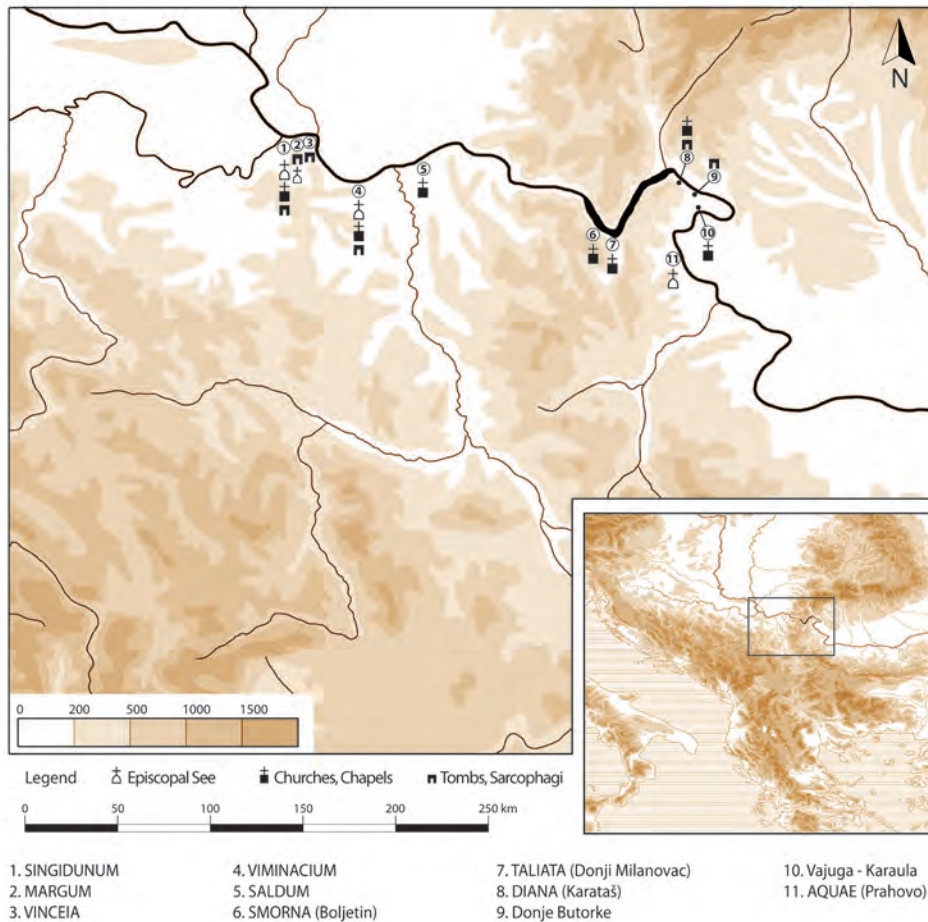 N
1
2
3
4
5
6
7
8
9
10
11
0 200 500 1000 1500
Legend Episcopal See Churches, Chapels Tombs, Sarcophagi
0 50 100 150 200 250 km
1. SINGIDUNUM
2. MARGUM
3. VINCEIA
4. VIMINACIUM
5. SALDUM
6. SMORNA (Boljetin)
7. TALIATA (Donji Milanovac)
8. DIANA (Karataš)
9. Donje Butorke
10. Vajuga - Karaula
11. AQUAE (Prahovo)